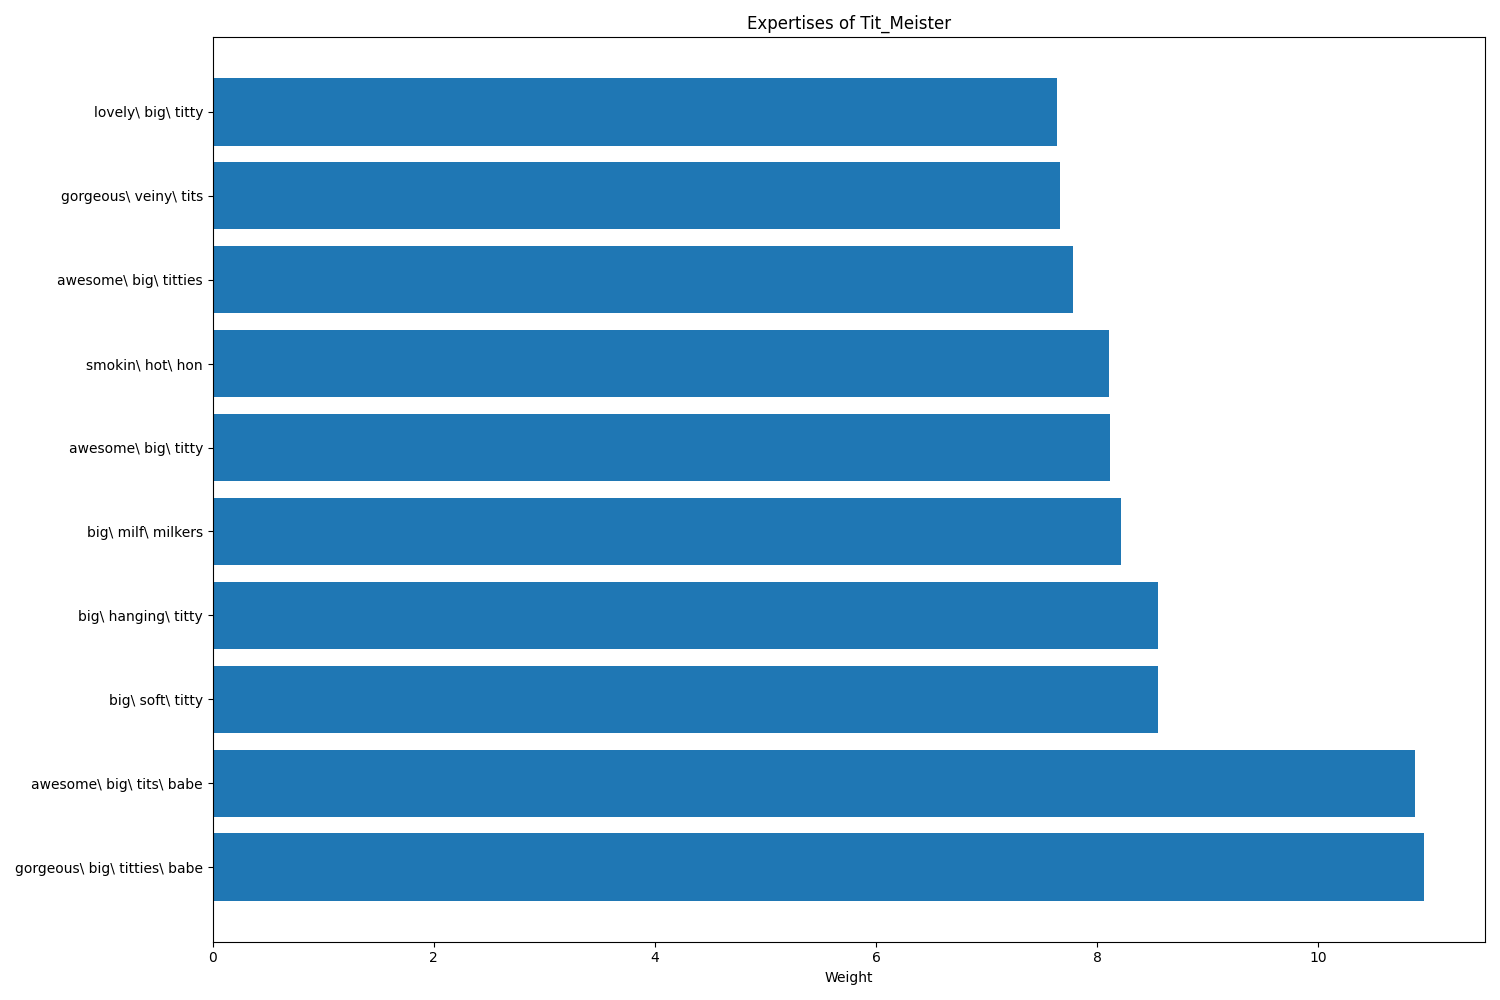 Expertises of Tit_Meister
lovely\ big\ titty
gorgeous\ veiny\ tits
awesome\ big\ titties
smokin\ hot\ hon
awesome\ big\ titty
big\ milf\ milkers
big\ hanging\ titty
big\ soft\ titty
awesome\ big\ tits\ babe
gorgeous\ big\ titties\ babe
0 2 4 6 8 10
Weight